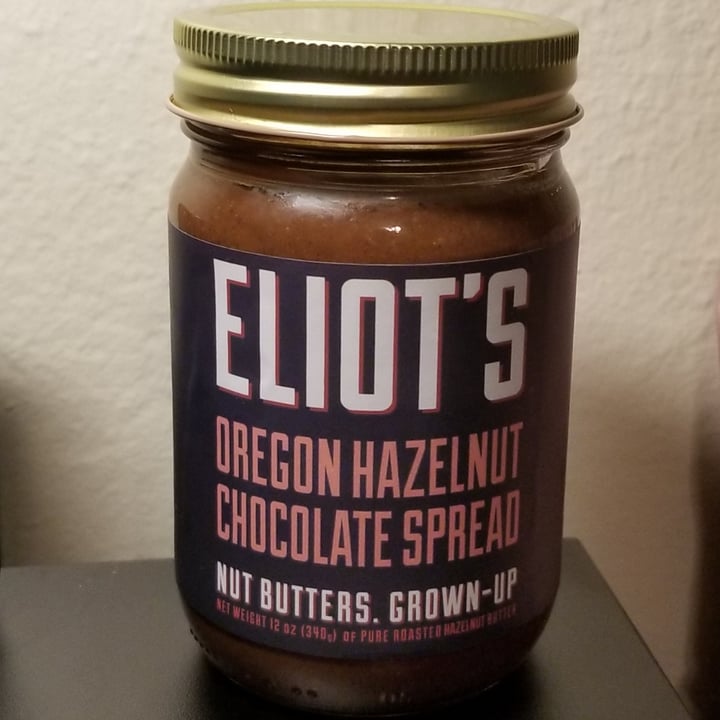 ELIOT'S
OREGON HAZELNUT
CHOCOLATE SPREAD
NUT BUTTERS. GROWN-UP
NET WEIGHT 12 OZ (340g) OF PURE ROASTED HAZELNUT BUTTER